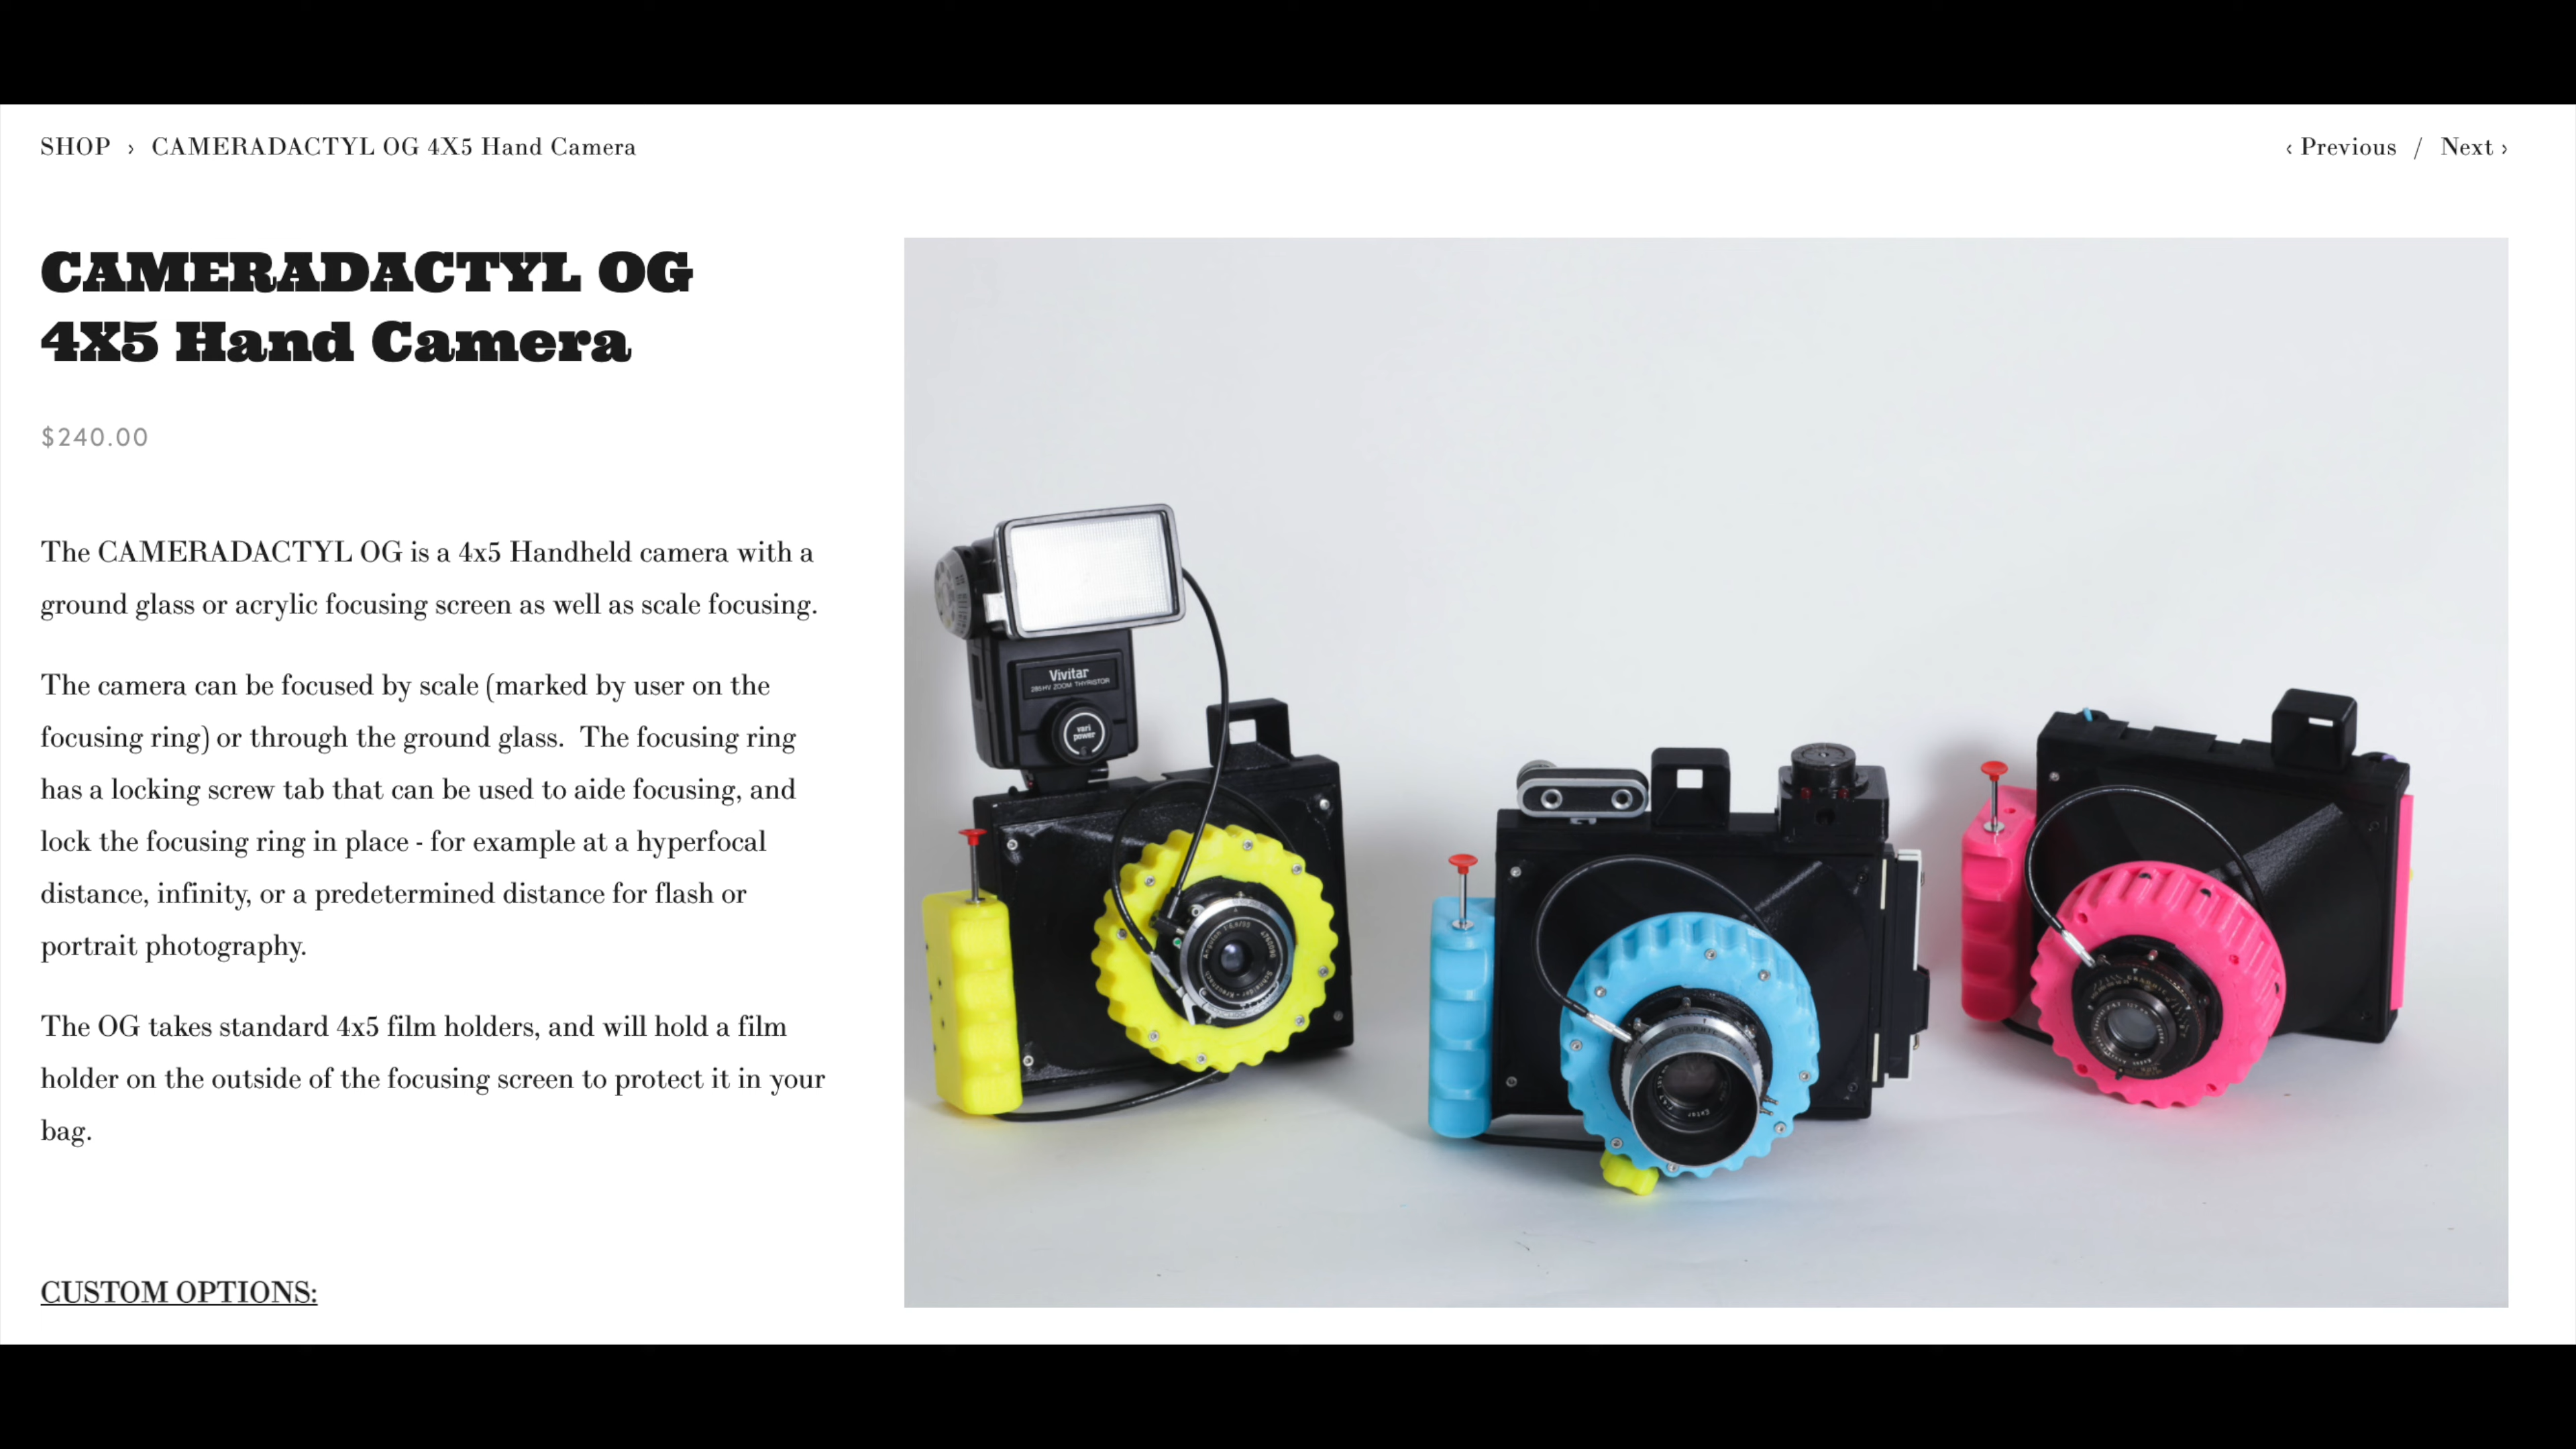 SHOP › CAMERADACTYL OG 4X5 Hand Camera
‹ Previous / Next ›
CAMERADACTYL OG
4X5 Hand Camera
$240.00
The CAMERADACTYL OG is a 4x5 Handheld camera with a
ground glass or acrylic focusing screen as well as scale focusing.
The camera can be focused by scale (marked by user on the
focusing ring) or through the ground glass.  The focusing ring
has a locking screw tab that can be used to aide focusing, and
lock the focusing ring in place - for example at a hyperfocal
distance, infinity, or a predetermined distance for flash or
portrait photography.
The OG takes standard 4x5 film holders, and will hold a film
holder on the outside of the focusing screen to protect it in your
bag.
CUSTOM OPTIONS:
Vivitar
285HV ZOOM THYRISTOR
vari
power